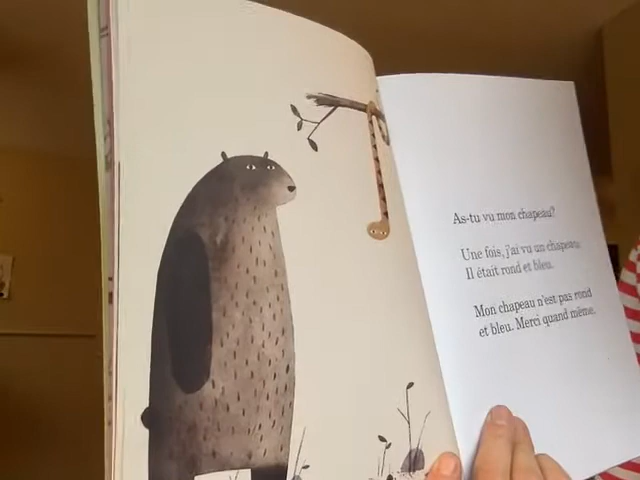 As-tu vu mon chapeau?
Une fois, j'ai vu un chapeau.
Il était rond et bleu.
Mon chapeau n'est pas rond
et bleu. Merci quand même.